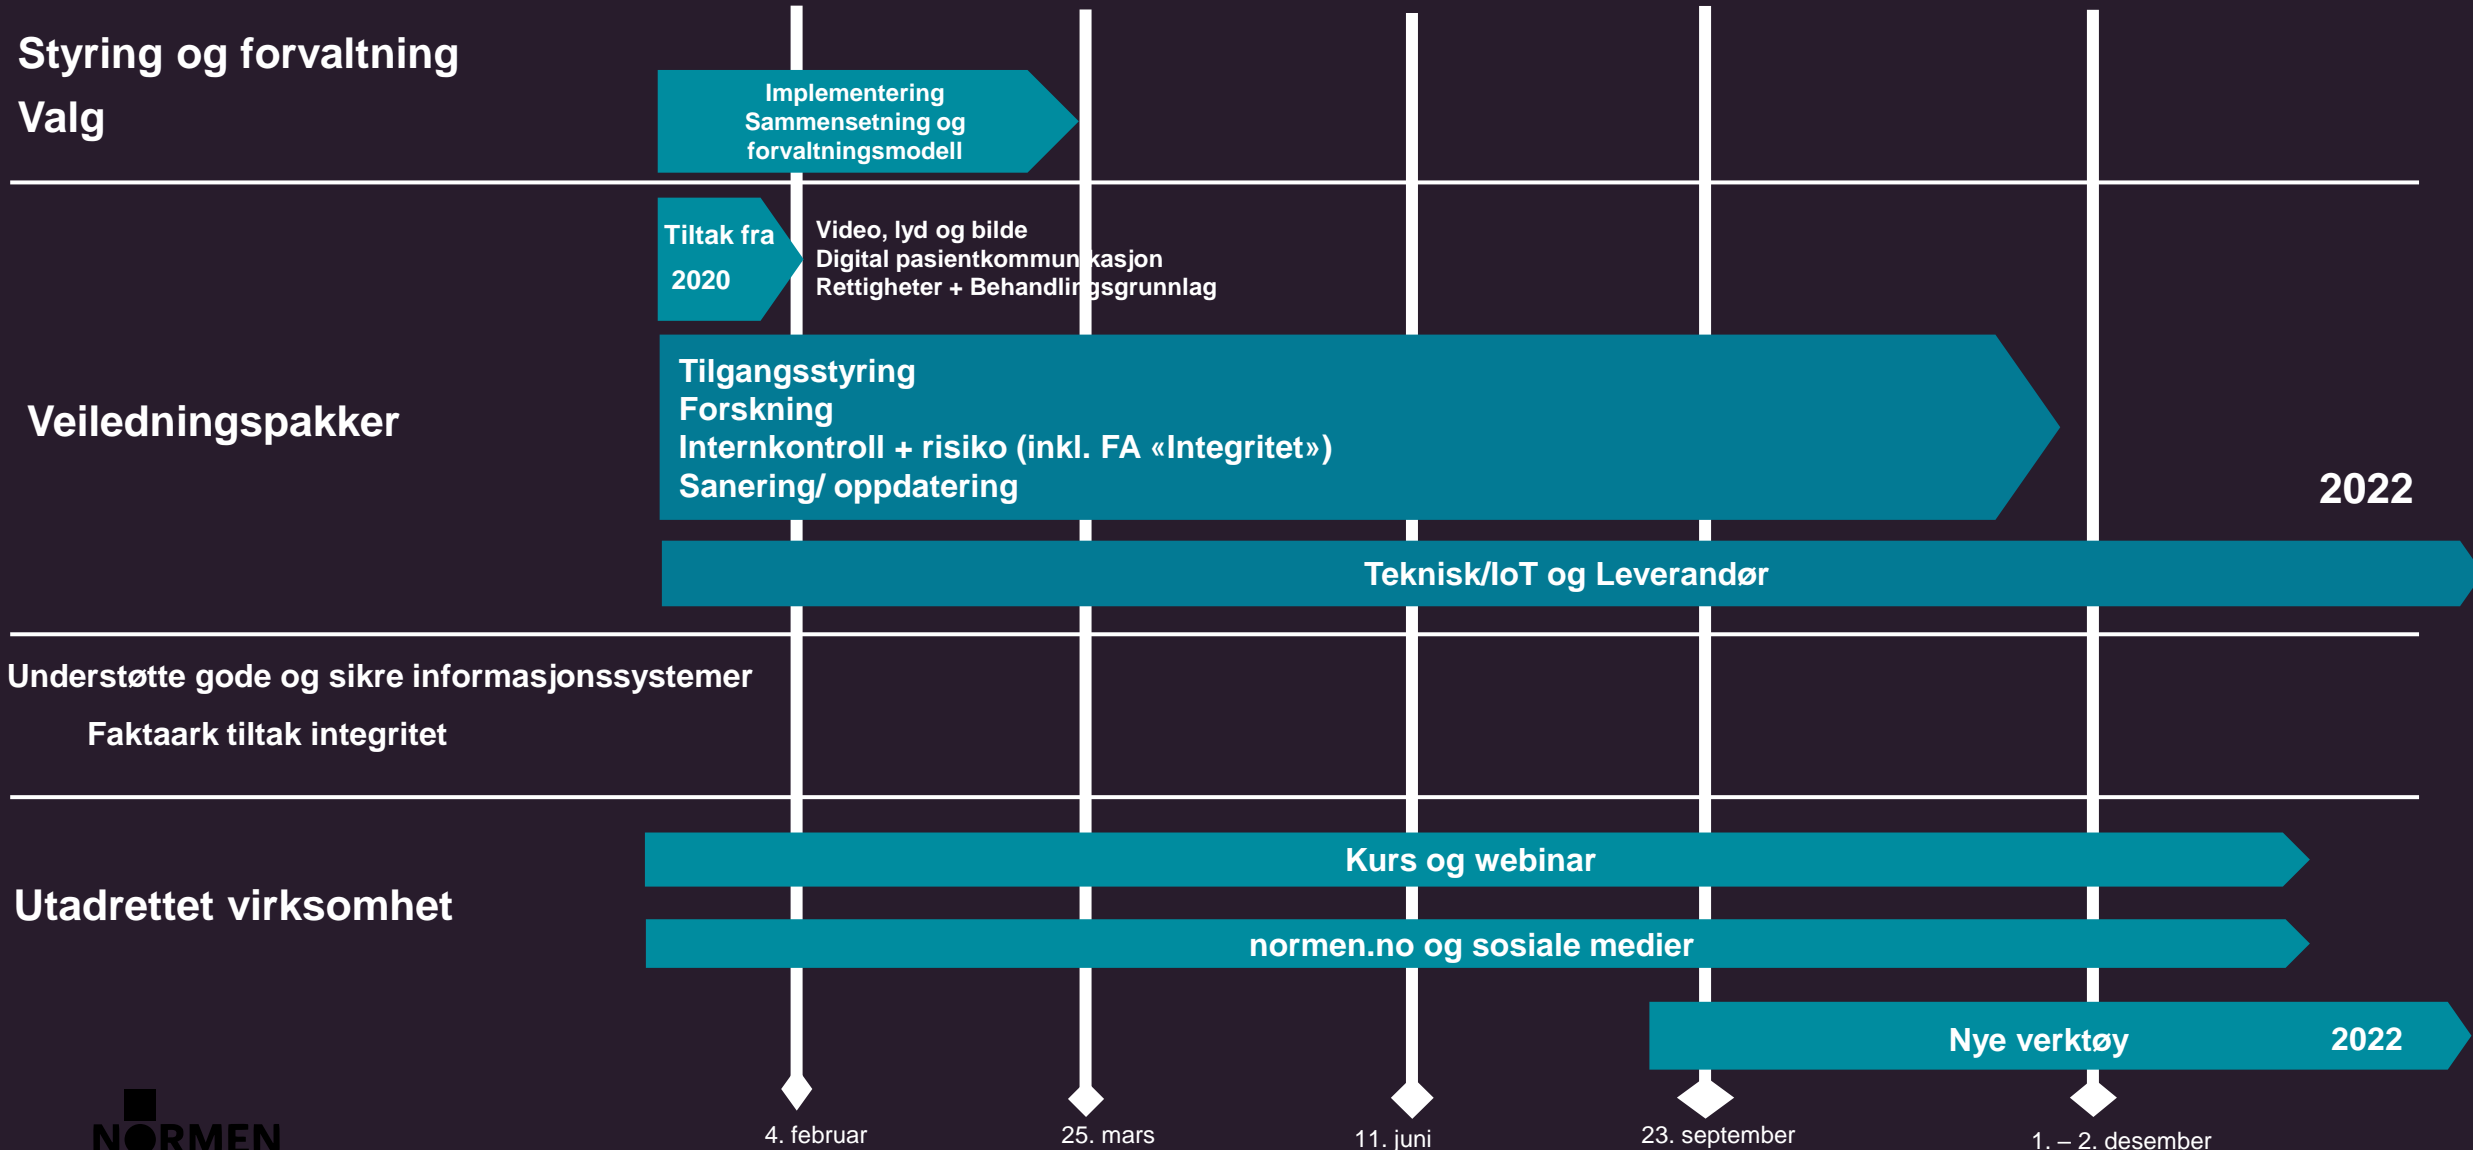 Styring og forvaltning
Valg
Implementering
Sammensetning og
forvaltningsmodell
Tiltak fra
2020
Video, lyd og bilde
Digital pasientkommunikasjon
Rettigheter + Behandlingsgrunnlag
Veiledningspakker
Tilgangsstyring
Forskning
Internkontroll + risiko (inkl. FA «Integritet»)
Sanering/ oppdatering
2022
Teknisk/IoT og Leverandør
Understøtte gode og sikre informasjonssystemer
Faktaark tiltak integritet
Utadrettet virksomhet
Kurs og webinar
normen.no og sosiale medier
Nye verktøy
2022
4. februar
25. mars
11. juni
23. september
1. – 2. desember
NORMEN